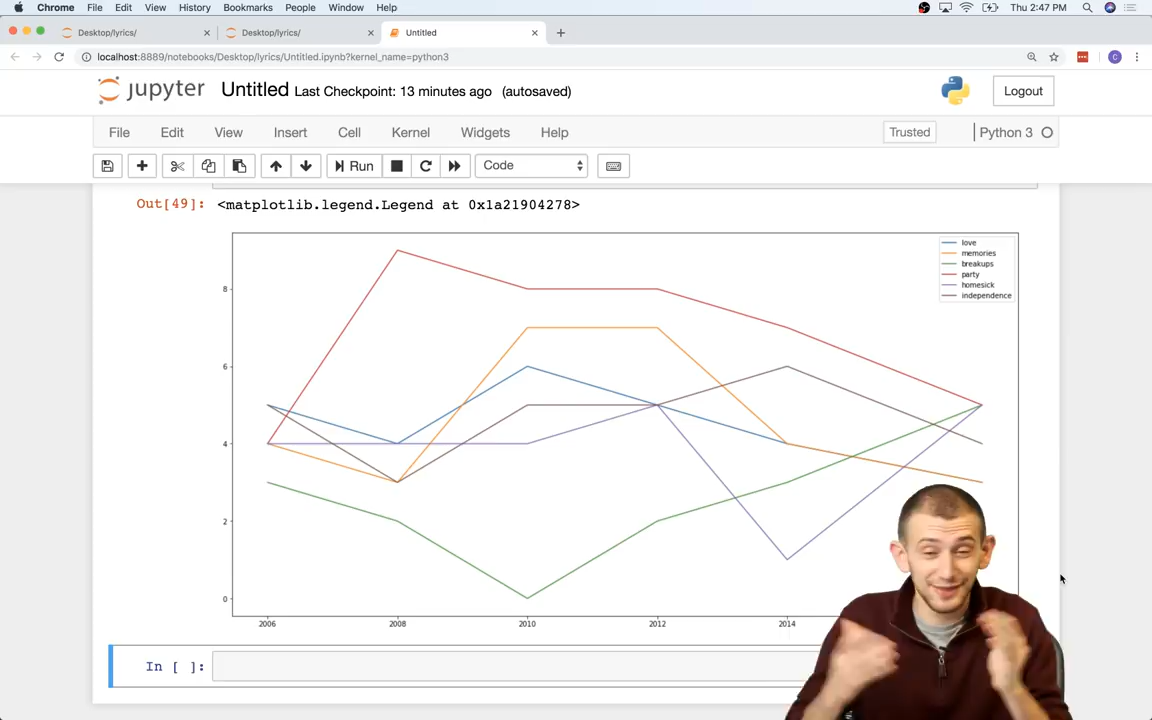 Chrome File Edit View History Bookmarks People Window Help Thu 2:47 PM
Desktop/lyrics/ Desktop/lyrics/ Untitled
localhost:8889/notebooks/Desktop/lyrics/Untitled.ipynb?kernel_name=python3 C
jupyter Untitled Last Checkpoint: 13 minutes ago (autosaved) Logout
File Edit View Insert Cell Kernel Widgets Help Trusted Python 3
Run Code
Out[49]: <matplotlib.legend.Legend at 0x1a21904278>
love
memories
breakups
party
homesick
independence
8
6
4
2
0
2006 2008 2010 2012 2014
In [ ]: